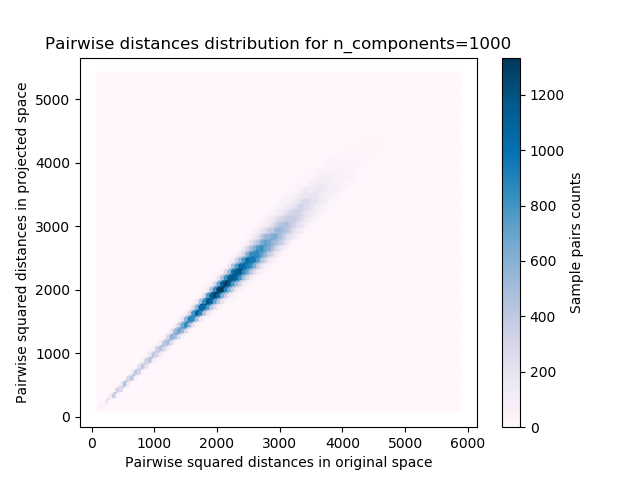 Pairwise distances distribution for n_components=1000
Pairwise squared distances in projected space
5000
4000
3000
2000
1000
0
0 1000 2000 3000 4000 5000 6000
Pairwise squared distances in original space
1200
1000
800
600
400
200
0
Sample pairs counts